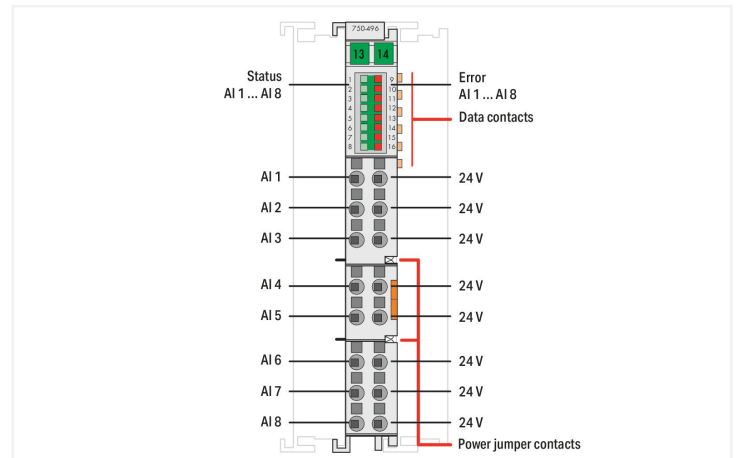 750-496
13 14
Status
AI 1 ... AI 8
Error
AI 1 ... AI 8
Data contacts
1 9
2 10
3 11
4 12
5 13
6 14
7 15
8 16
AI 1 24 V
AI 2 24 V
AI 3 24 V
AI 4 24 V
AI 5 24 V
AI 6 24 V
AI 7 24 V
AI 8 24 V
Power jumper contacts